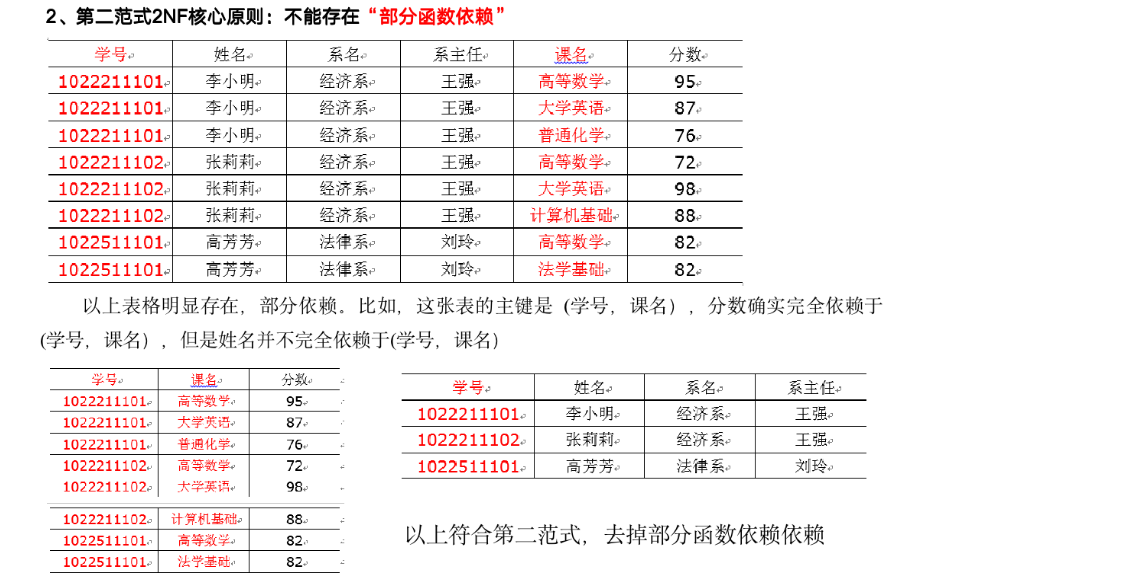 2、第二范式2NF核心原则：不能存在“部分函数依赖”
学号 姓名 系名 系主任 课名 分数
1022211101 李小明 经济系 王强 高等数学 95
1022211101 李小明 经济系 王强 大学英语 87
1022211101 李小明 经济系 王强 普通化学 76
1022211102 张莉莉 经济系 王强 高等数学 72
1022211102 张莉莉 经济系 王强 大学英语 98
1022211102 张莉莉 经济系 王强 计算机基础 88
1022511101 高芳芳 法律系 刘玲 高等数学 82
1022511101 高芳芳 法律系 刘玲 法学基础 82
以上表格明显存在，部分依赖。比如，这张表的主键是 (学号，课名），分数确实完全依赖于
(学号，课名），但是姓名并不完全依赖于(学号，课名）
学号 课名 分数
1022211101 高等数学 95
1022211101 大学英语 87
1022211101 普通化学 76
1022211102 高等数学 72
1022211102 大学英语 98
1022211102 计算机基础 88
1022511101 高等数学 82
1022511101 法学基础 82
学号 姓名 系名 系主任
1022211101 李小明 经济系 王强
1022211102 张莉莉 经济系 王强
1022511101 高芳芳 法律系 刘玲
以上符合第二范式，去掉部分函数依赖依赖